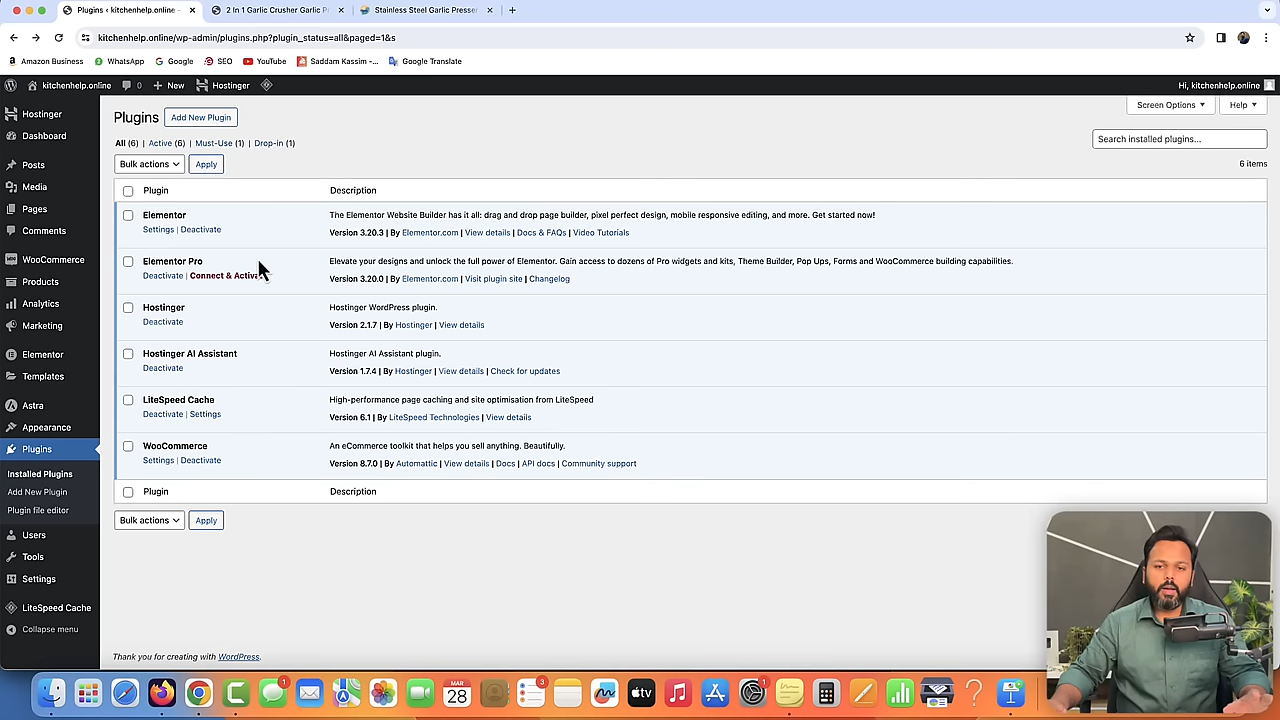 Plugins ‹ kitchenhelp.online —
2 In 1 Garlic Crusher Garlic P
Stainless Steel Garlic Presser
kitchenhelp.online/wp-admin/plugins.php?plugin_status=all&paged=1&s
Amazon Business
WhatsApp
Google
SEO
YouTube
Saddam Kassim -...
Google Translate
kitchenhelp.online
0
New
Hostinger
Hi, kitchenhelp.online
Hostinger
Dashboard
Posts
Media
Pages
Comments
WooCommerce
Products
Analytics
Marketing
Elementor
Templates
Astra
Appearance
Plugins
Installed Plugins
Add New Plugin
Plugin file editor
Users
Tools
Settings
LiteSpeed Cache
Collapse menu
Screen Options
Help
Plugins
Add New Plugin
All (6) | Active (6) | Must-Use (1) | Drop-in (1)
Search installed plugins...
Bulk actions
Apply
6 items
Plugin
Description
Elementor
The Elementor Website Builder has it all: drag and drop page builder, pixel perfect design, mobile responsive editing, and more. Get started now!
Settings | Deactivate
Version 3.20.3 | By Elementor.com | View details | Docs & FAQs | Video Tutorials
Elementor Pro
Elevate your designs and unlock the full power of Elementor. Gain access to dozens of Pro widgets and kits, Theme Builder, Pop Ups, Forms and WooCommerce building capabilities.
Deactivate | Connect &
Version 3.20.0 | By Elementor.com | Visit plugin site | Changelog
Hostinger
Hostinger WordPress plugin.
Deactivate
Version 2.1.7 | By Hostinger | View details
Hostinger AI Assistant
Hostinger AI Assistant plugin.
Deactivate
Version 1.7.4 | By Hostinger | View details | Check for updates
LiteSpeed Cache
High-performance page caching and site optimisation from LiteSpeed
Deactivate | Settings
Version 6.1 | By LiteSpeed Technologies | View details
WooCommerce
An eCommerce toolkit that helps you sell anything. Beautifully.
Settings | Deactivate
Version 8.7.0 | By Automattic | View details | Docs | API docs | Community support
Plugin
Description
Bulk actions
Apply
Thank you for creating with WordPress.
1
MAR
28
3
tv
1